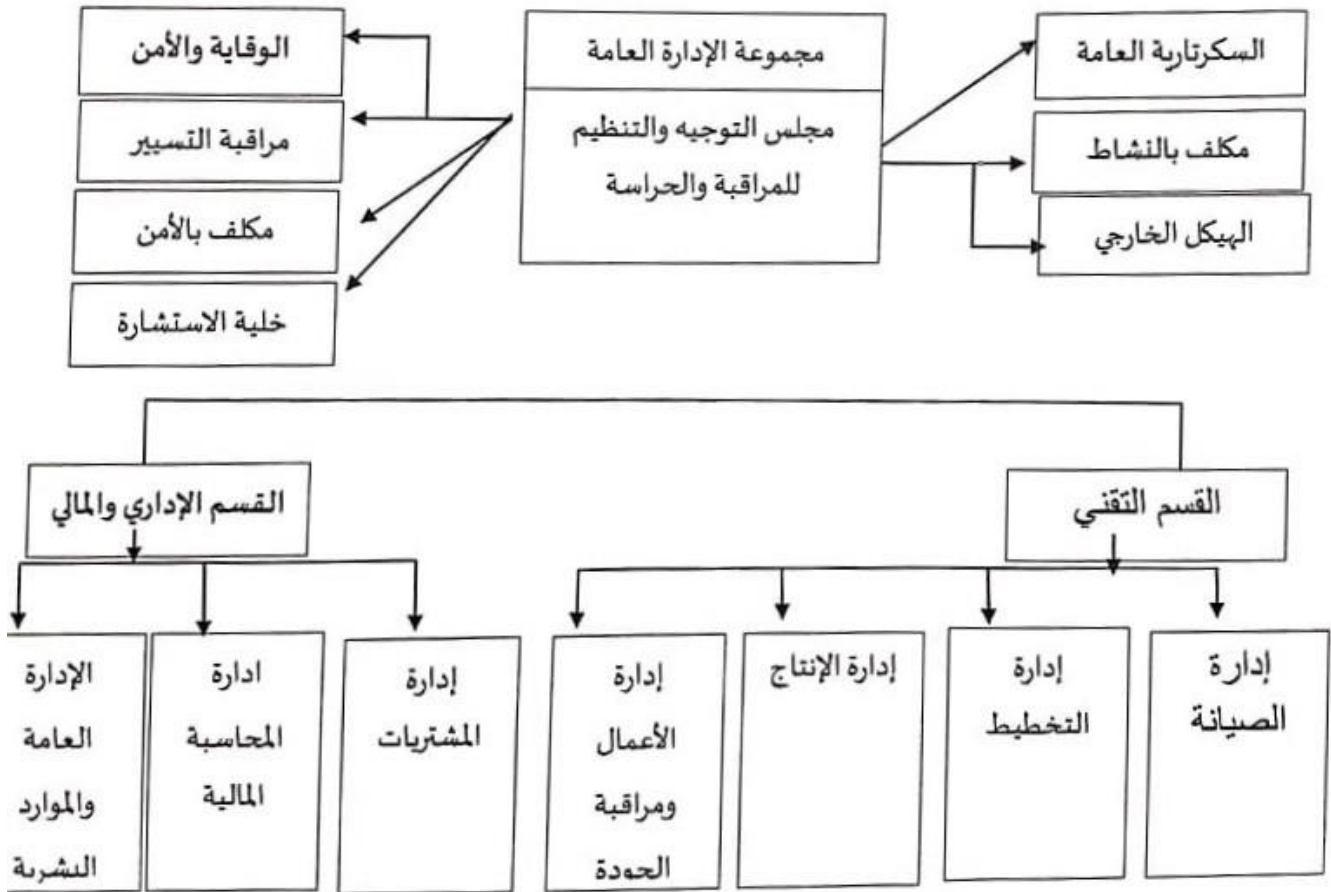 مجموعة الإدارة العامة
مجلس التوجيه والتنظيم
للمراقبة والحراسة
السكرتارية العامة
مكلف بالنشاط
الهيكل الخارجي
الوقاية والأمن
مراقبة التسيير
مكلف بالأمن
خلية الاستشارة
القسم التقني
القسم الإداري والمالي
إدارة
الصيانة
إدارة
التخطيط
إدارة الإنتاج
إدارة
الأعمال
ومراقبة
الجودة
إدارة
المشتريات
ادارة
المحاسبة
المالية
الإدارة
العامة
والموارد
البشرية